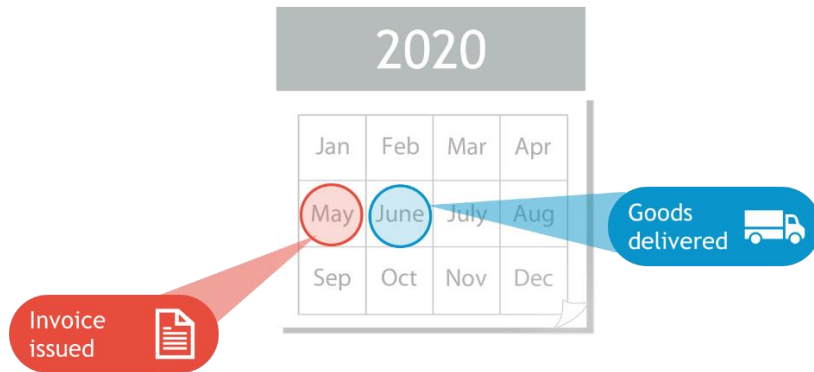 2020
Jan Feb Mar Apr
May June July Aug
Sep Oct Nov Dec
Goods
delivered
Invoice
issued